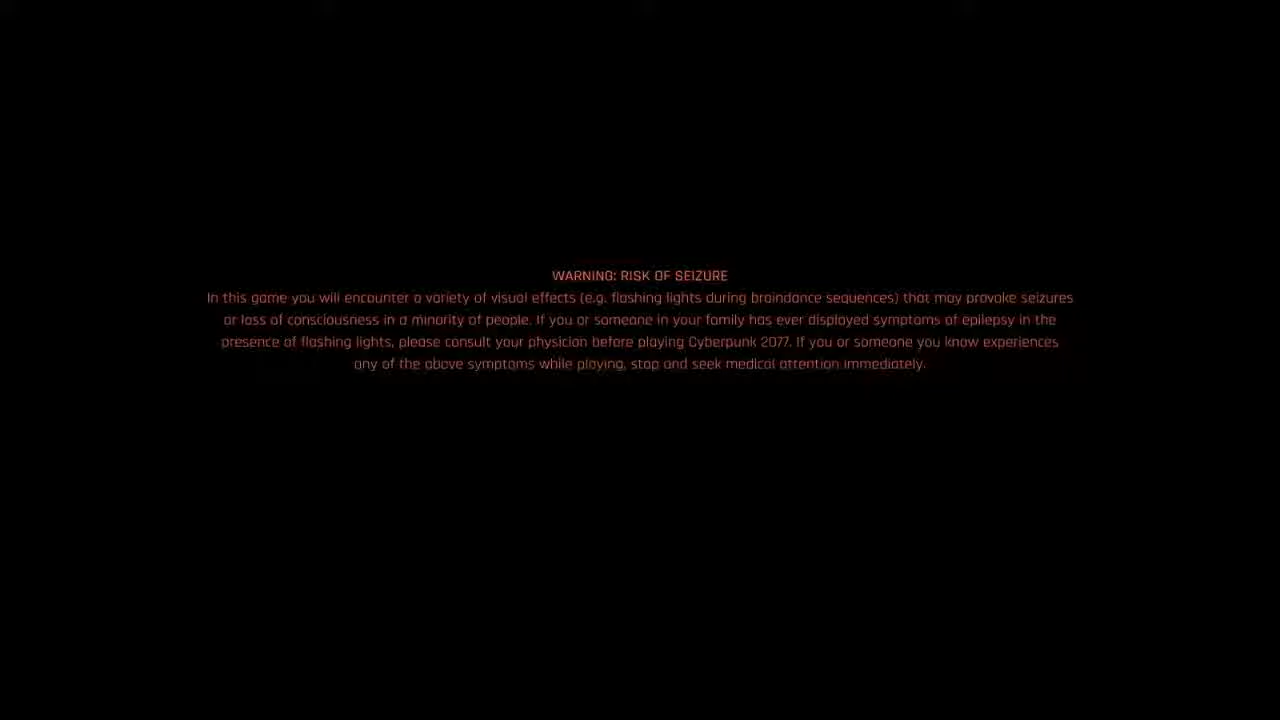 WARNING: RISK OF SEIZURE
In this game you will encounter a variety of visual effects (e.g. flashing lights during braindance sequences) that may provoke seizures
or loss of consciousness in a minority of people. If you or someone in your family has ever displayed symptoms of epilepsy in the
presence of flashing lights, please consult your physician before playing Cyberpunk 2077. If you or someone you know experiences
any of the above symptoms while playing, stop and seek medical attention immediately.